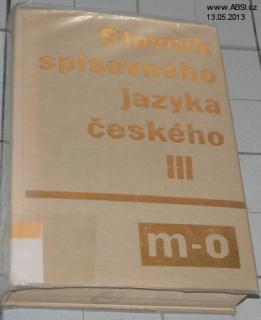 www.ABSI.cz
13.05.2013
Slovník
spisovného
jazyka
českého
III
m-o